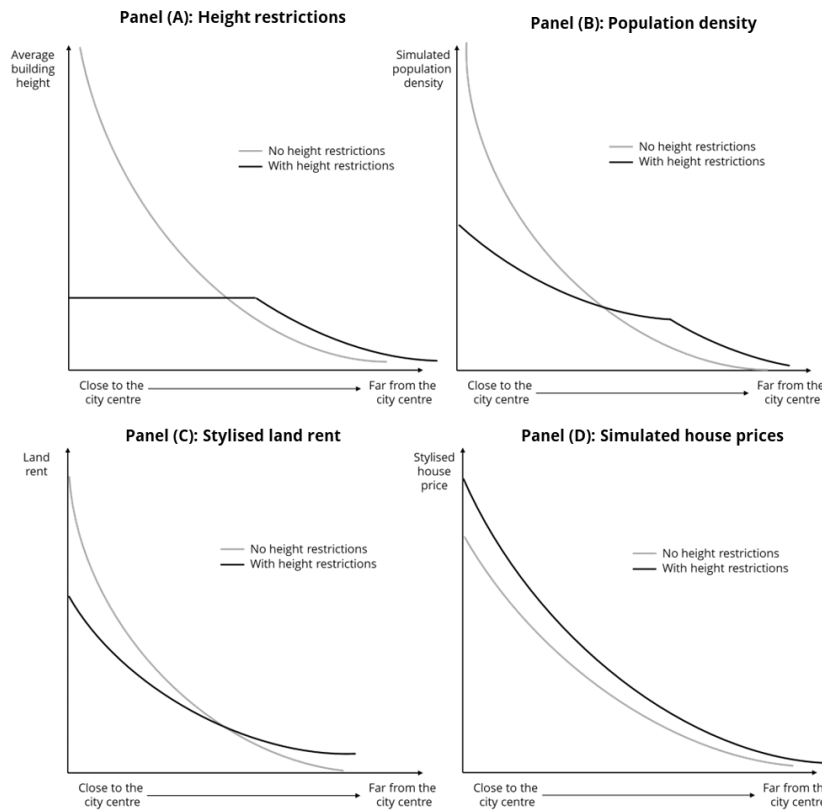 Panel (A): Height restrictions
Average
building
height
No height restrictions
With height restrictions
Close to the
city centre
Far from the
city centre
Panel (B): Population density
Simulated
population
density
No height restrictions
With height restrictions
Close to the
city centre
Far from the
city centre
Panel (C): Stylised land rent
Land
rent
No height restrictions
With height restrictions
Close to the
city centre
Far from the
city centre
Panel (D): Simulated house prices
Stylised
house
price
No height restrictions
With height restrictions
Close to the
city centre
Far from the
city centre